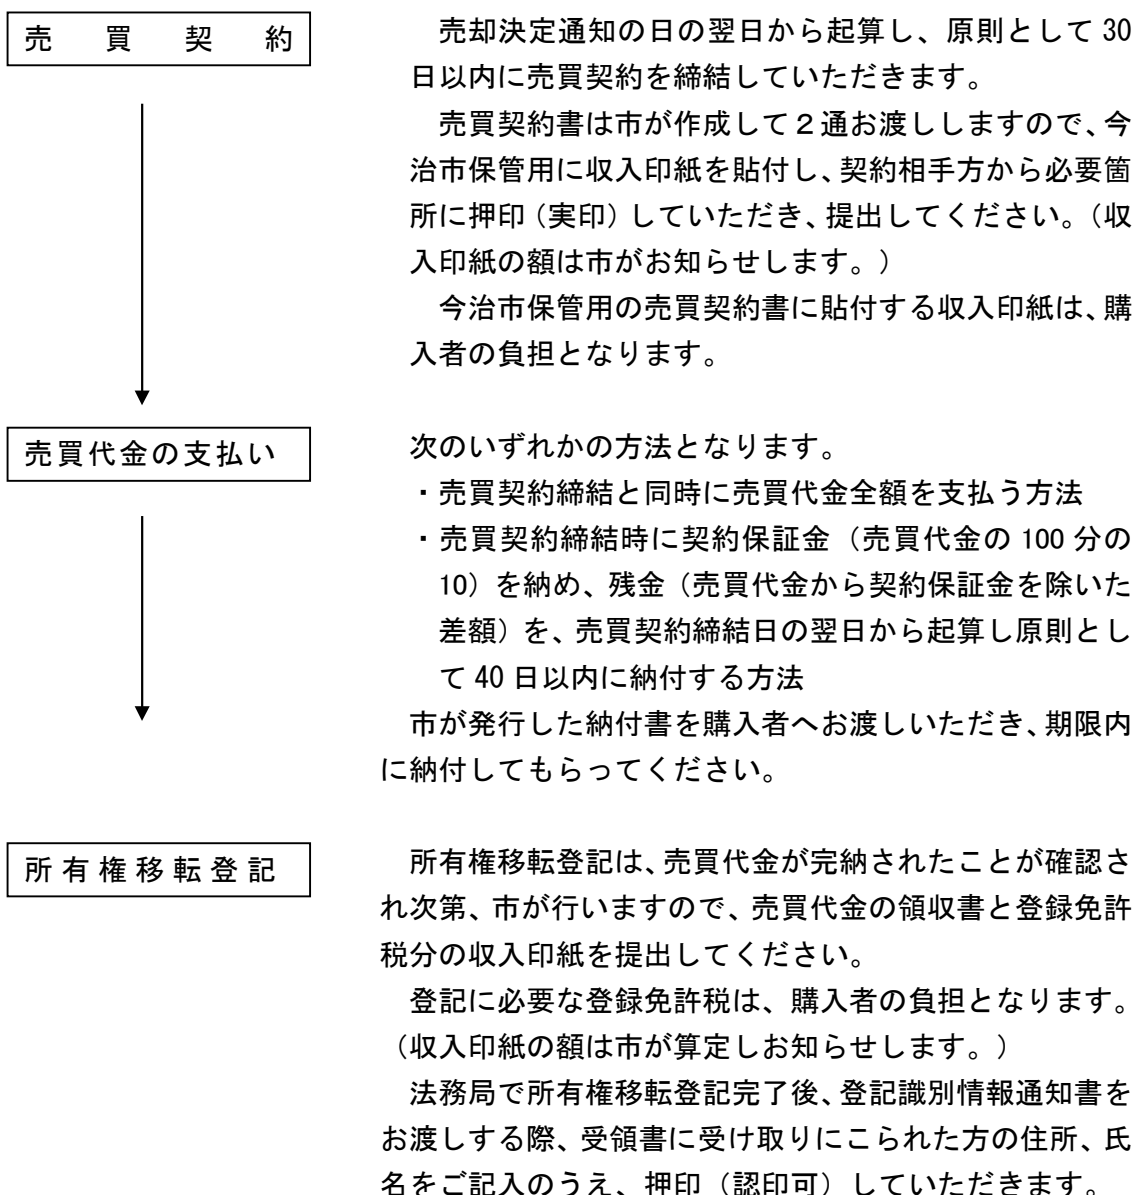 売買契約
売却決定通知の日の翌日から起算し、原則として 30
日以内に売買契約を締結していただきます。
売買契約書は市が作成して２通お渡ししますので、今
治市保管用に収入印紙を貼付し、契約相手方から必要箇
所に押印（実印）していただき、提出してください。（収
入印紙の額は市がお知らせします。）
今治市保管用の売買契約書に貼付する収入印紙は、購
入者の負担となります。
売買代金の支払い
次のいずれかの方法となります。
・売買契約締結と同時に売買代金全額を支払う方法
・売買契約締結時に契約保証金（売買代金の 100 分の
10）を納め、残金（売買代金から契約保証金を除いた
差額）を、売買契約締結日の翌日から起算し原則とし
て 40 日以内に納付する方法
市が発行した納付書を購入者へお渡しいただき、期限内
に納付してもらってください。
所有権移転登記
所有権移転登記は、売買代金が完納されたことが確認さ
れ次第、市が行いますので、売買代金の領収書と登録免許
税分の収入印紙を提出してください。
登記に必要な登録免許税は、購入者の負担となります。
（収入印紙の額は市が算定しお知らせします。）
法務局で所有権移転登記完了後、登記識別情報通知書を
お渡しする際、受領書に受け取りにこられた方の住所、氏
名をご記入のうえ、押印（認印可）していただきます。